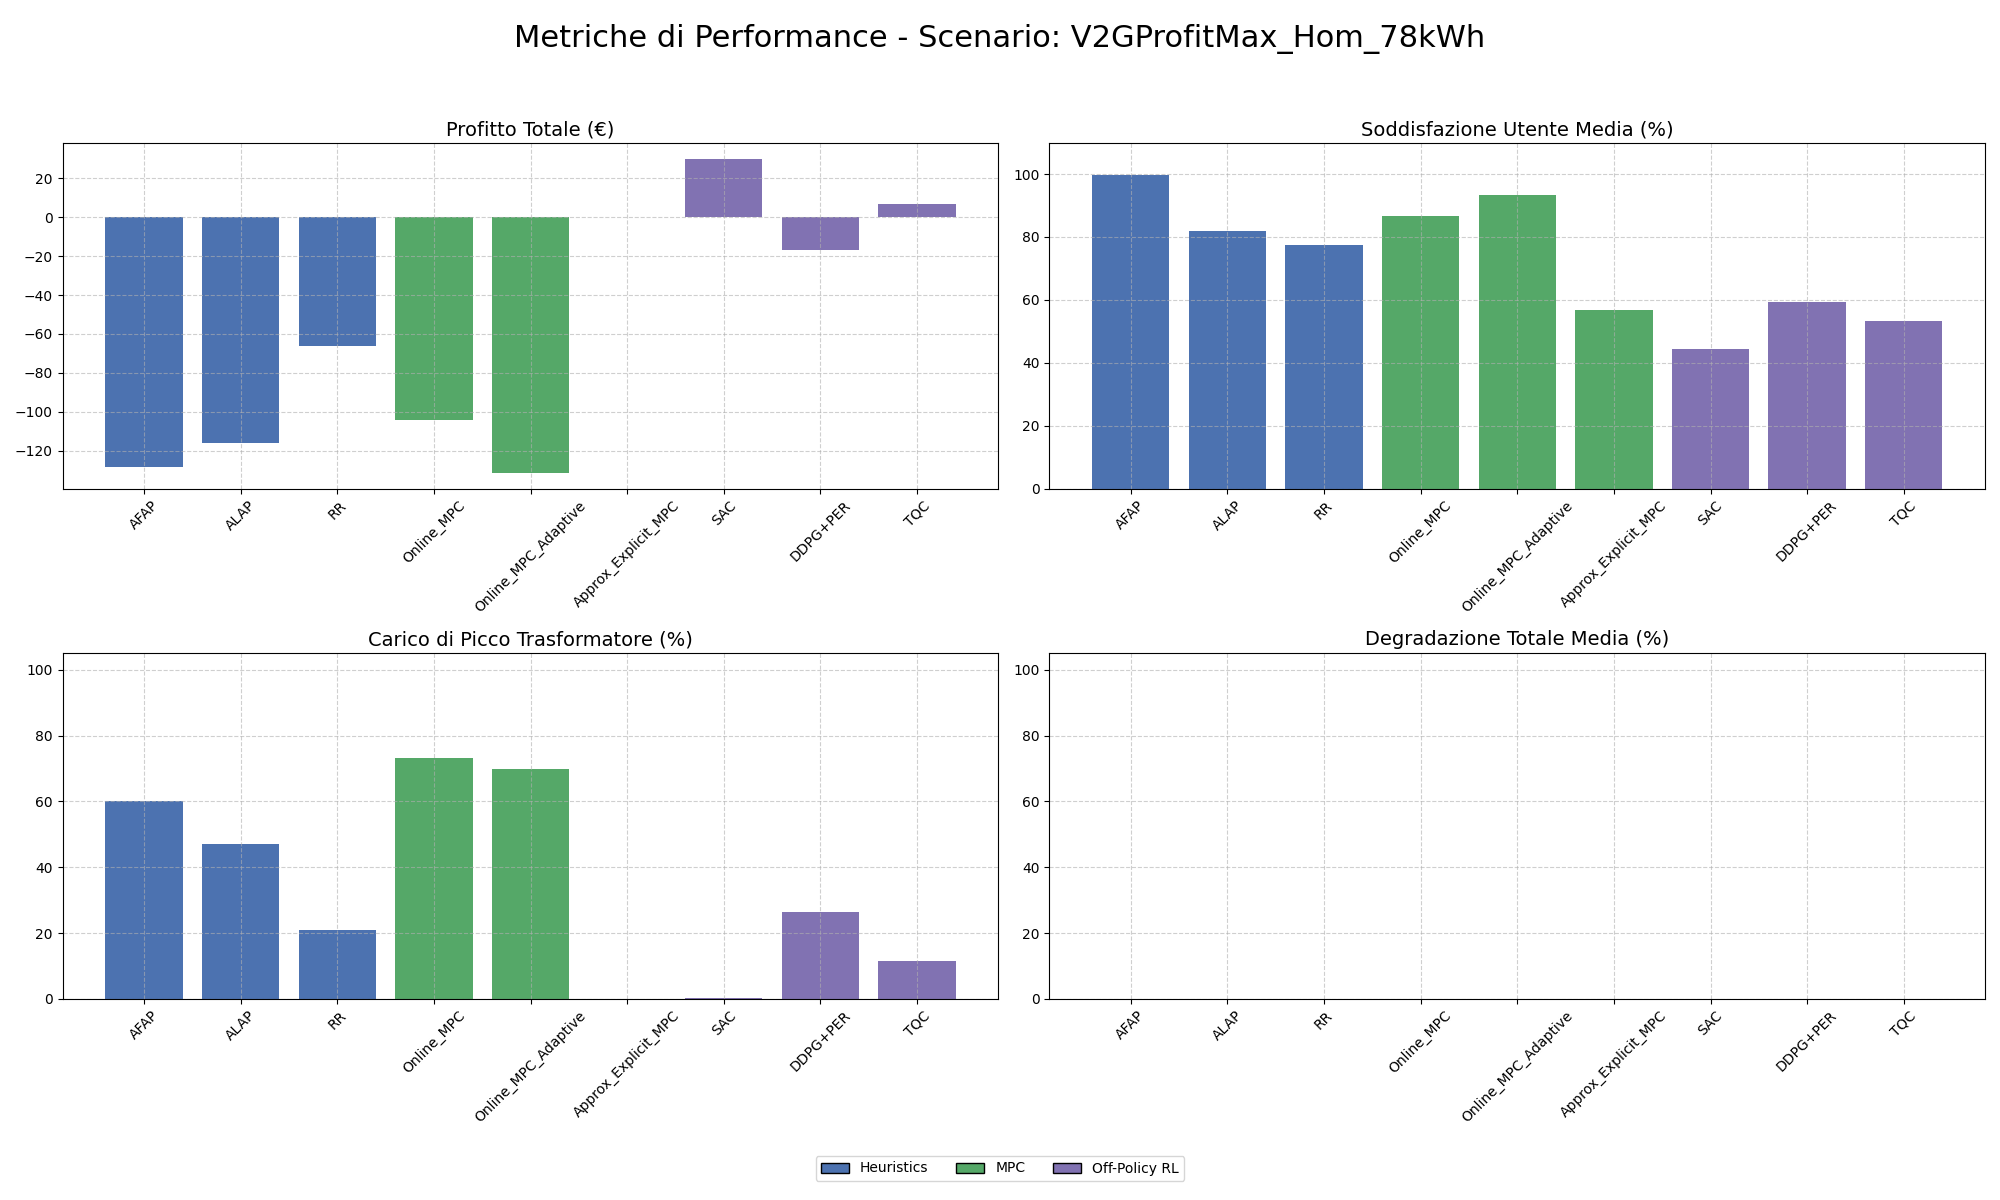 Metriche di Performance - Scenario: V2GProfitMax_Hom_78kWh
Profitto Totale (€)
20
0
−20
−40
−60
−80
−100
−120
AFAP
ALAP
RR
Online_MPC
Online_MPC_Adaptive
Approx_Explicit_MPC
SAC
DDPG+PER
TQC
Soddisfazione Utente Media (%)
100
80
60
40
20
0
AFAP
ALAP
RR
Online_MPC
Online_MPC_Adaptive
Approx_Explicit_MPC
SAC
DDPG+PER
TQC
Carico di Picco Trasformatore (%)
100
80
60
40
20
0
AFAP
ALAP
RR
Online_MPC
Online_MPC_Adaptive
Approx_Explicit_MPC
SAC
DDPG+PER
TQC
Degradazione Totale Media (%)
100
80
60
40
20
0
AFAP
ALAP
RR
Online_MPC
Online_MPC_Adaptive
Approx_Explicit_MPC
SAC
DDPG+PER
TQC
Heuristics
MPC
Off-Policy RL